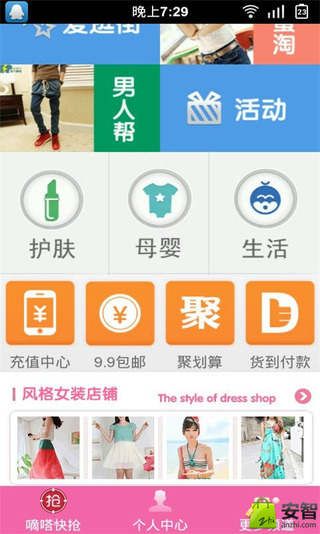 晚上7:29
23
爱逛街
蜜淘
男人帮
活动
护肤
母婴
生活
聚
充值中心
9.9包邮
聚划算
货到付款
风格女装店铺
The style of dress shop
抢
嘀嗒快抢
个人中心
更多
安智
anzhi.com